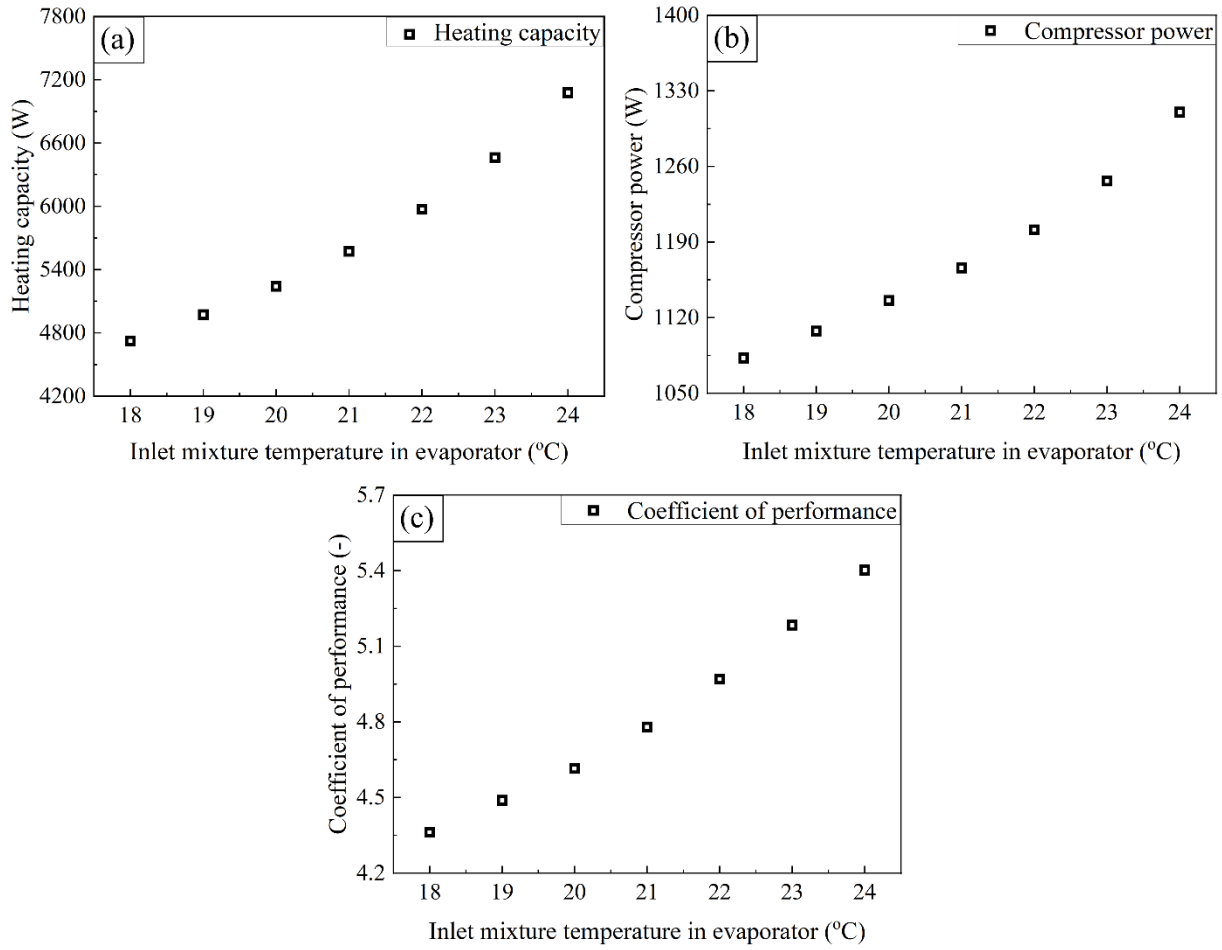 (a)
Heating capacity
Heating capacity (W)
7800
7200
6600
6000
5400
4800
4200
18 19 20 21 22 23 24
Inlet mixture temperature in evaporator (ºC)
(b)
Compressor power
Compressor power (W)
1400
1330
1260
1190
1120
1050
18 19 20 21 22 23 24
Inlet mixture temperature in evaporator (ºC)
(c)
Coefficient of performance
Coefficient of performance (-)
5.7
5.4
5.1
4.8
4.5
4.2
18 19 20 21 22 23 24
Inlet mixture temperature in evaporator (ºC)